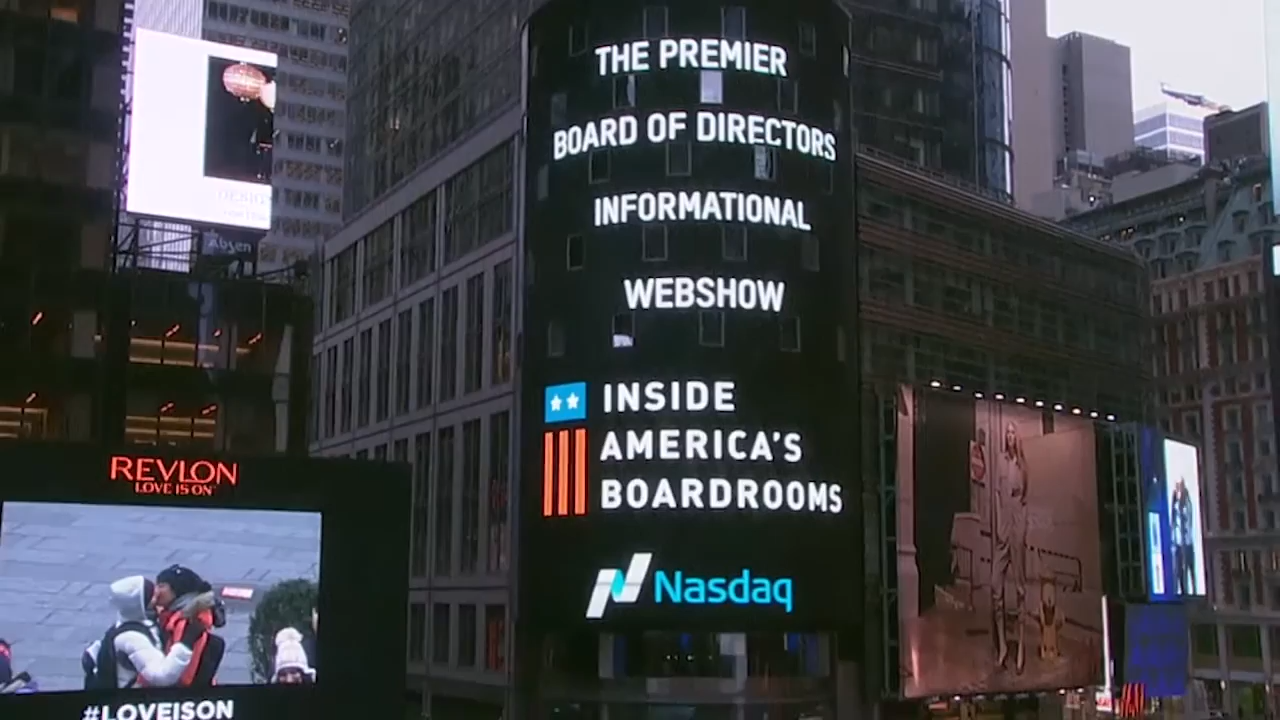 THE PREMIER
BOARD OF DIRECTORS
INFORMATIONAL
WEBSHOW
INSIDE
AMERICA'S
BOARDROOMS
Nasdaq
Absen
REVLON
LOVE IS ON
#LOVEISON